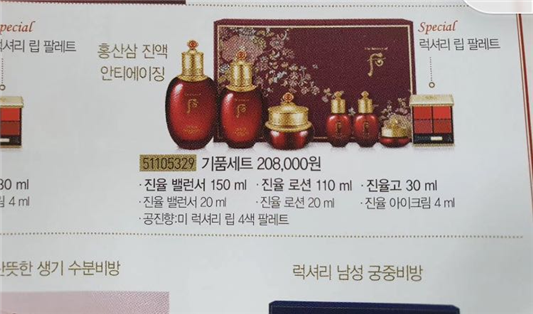 Special
럭셔리 립 팔레트
홍산삼 진액
안티에이징
Special
럭셔리 립 팔레트
51105329 기품세트 208,000원
30 ml
·진율 밸런서 150 ml ·진율 로션 110 ml ·진율고 30 ml
림 4 ml
·진율 밸런서 20 ml ·진율 로션 20 ml ·진율 아이크림 4 ml
·공진향:미 럭셔리 립 4색 팔레트
산뜻한 생기 수분비방
럭셔리 남성 궁중비방